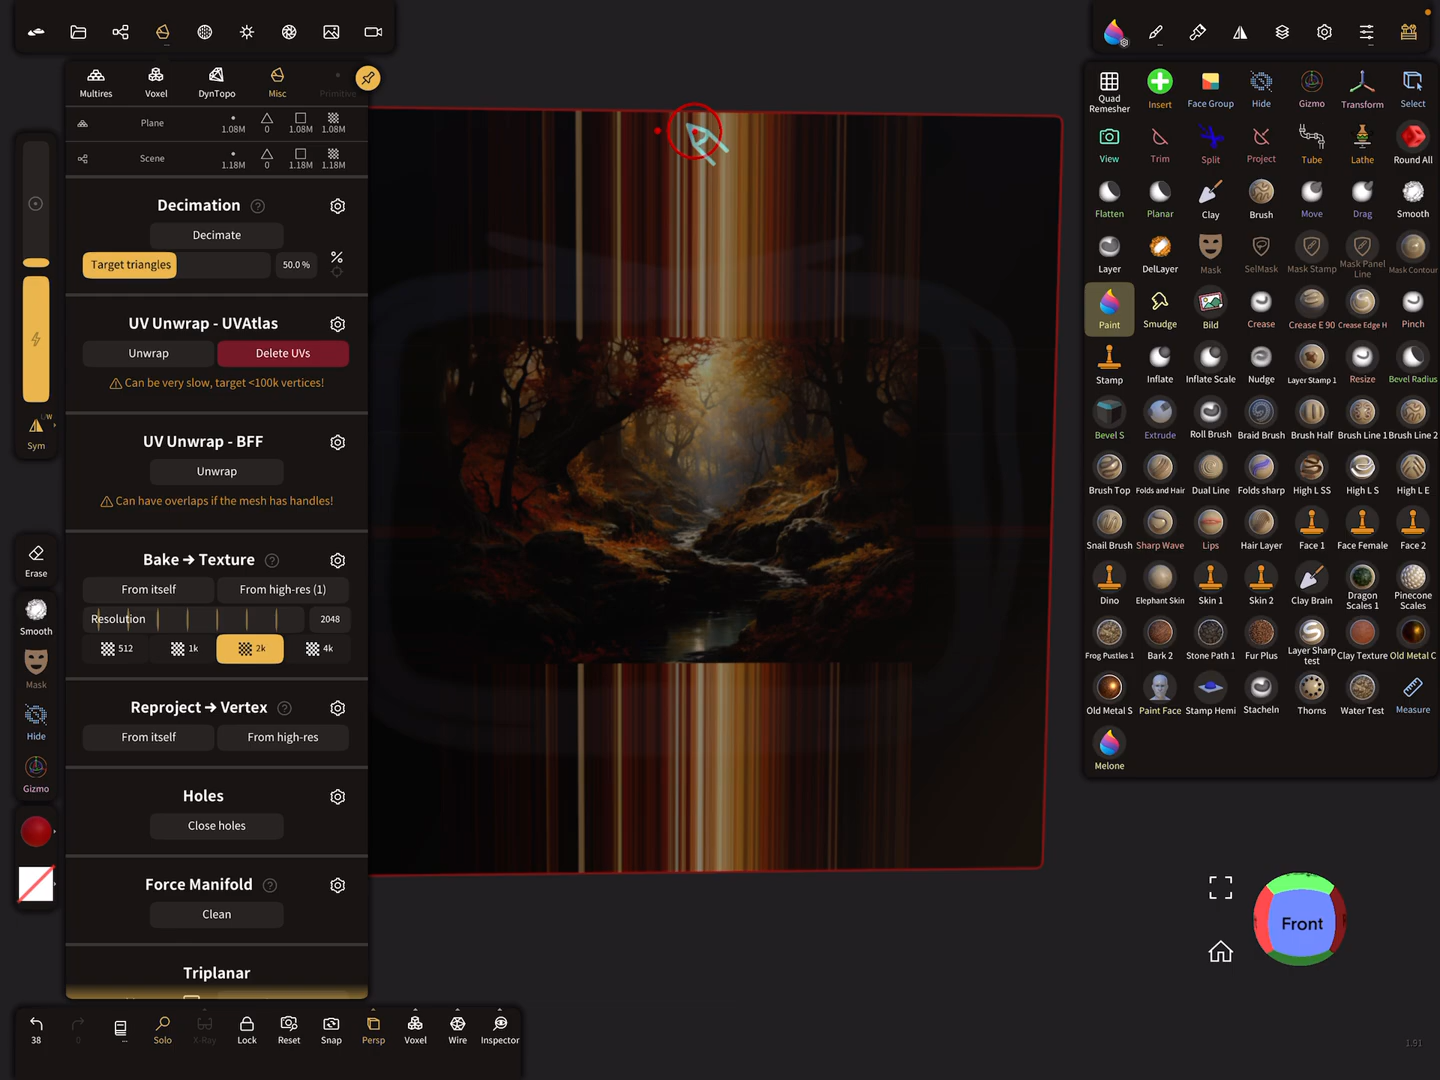 Multires
Voxel
DynTopo
Misc
Primitive
Plane
1.08M
0
1.08M
1.08M
Scene
1.18M
0
1.18M
1.18M
Decimation
Decimate
Target triangles
50.0 %
%
UV Unwrap - UVAtlas
Unwrap
Delete UVs
Can be very slow, target <100k vertices!
UV Unwrap - BFF
Unwrap
Can have overlaps if the mesh has handles!
Bake → Texture
From itself
From high-res (1)
Resolution
2048
512
1k
2k
4k
Reproject → Vertex
From itself
From high-res
Holes
Close holes
Force Manifold
Clean
Triplanar
Sym
Erase
Smooth
Mask
Hide
Gizmo
38
0
...
Solo
X-Ray
Lock
Reset
Snap
Persp
Voxel
Wire
Inspector
Quad Remesher
Insert
Face Group
Hide
Gizmo
Transform
Select
View
Trim
Split
Project
Tube
Lathe
Round All
Flatten
Planar
Clay
Brush
Move
Drag
Smooth
Layer
DelLayer
Mask
SelMask
Mask Stamp
Mask Panel Line
Mask Contour
Paint
Smudge
Bild
Crease
Crease E 90
Crease Edge H
Pinch
Stamp
Inflate
Inflate Scale
Nudge
Layer Stamp 1
Resize
Bevel Radius
Bevel S
Extrude
Roll Brush
Braid Brush
Brush Half
Brush Line 1
Brush Line 2
Brush Top
Folds and Hair
Dual Line
Folds sharp
High L SS
High L S
High L E
Snail Brush
Sharp Wave
Lips
Hair Layer
Face 1
Face Female
Face 2
Dino
Elephant Skin
Skin 1
Skin 2
Clay Brain
Dragon Scales 1
Pinecone Scales
Frog Pustles 1
Bark 2
Stone Path 1
Fur Plus
Layer Sharp test
Clay Texture
Old Metal C
Old Metal S
Paint Face
Stamp Hemi
Stacheln
Thorns
Water Test
Measure
Melone
Front
1.91